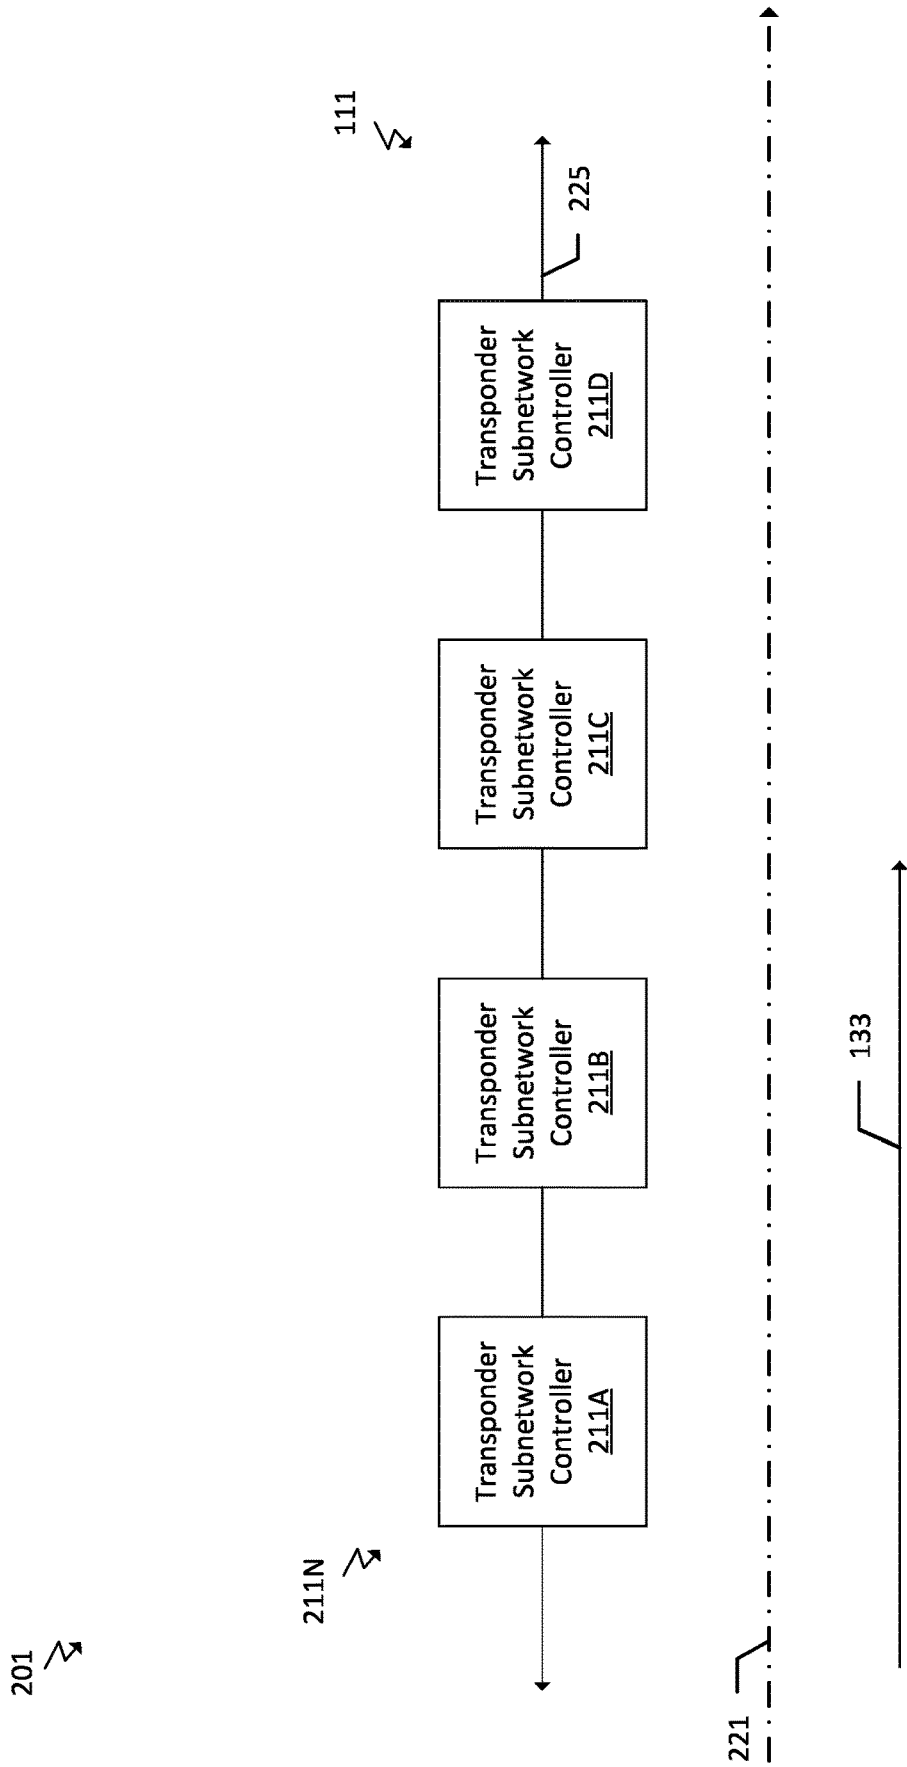 201
211N
111
Transponder
Subnetwork
Controller
211A
Transponder
Subnetwork
Controller
211B
Transponder
Subnetwork
Controller
211C
Transponder
Subnetwork
Controller
211D
225
221
133